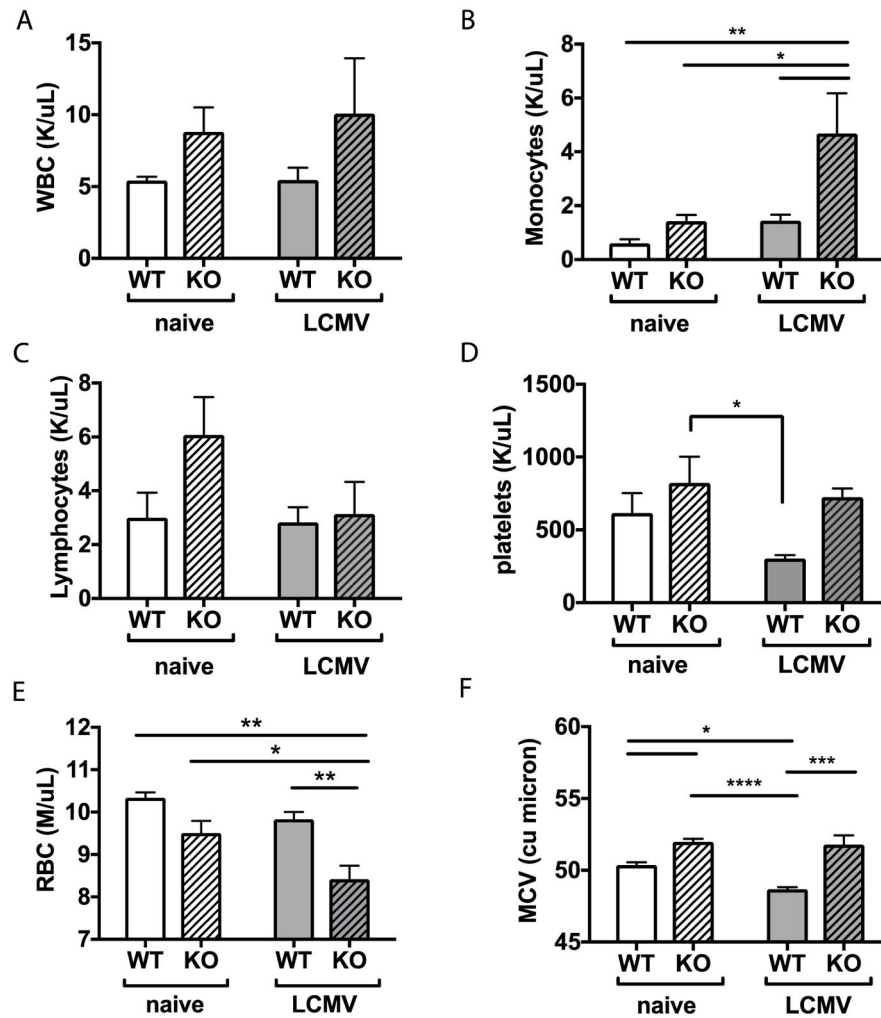 A
WBC (K/uL)
15
10
5
0
WT KO WT KO
naive LCMV
B
Monocytes (K/uL)
8
6
4
2
0
**
*
WT KO WT KO
naive LCMV
C
Lymphocytes (K/uL)
8
6
4
2
0
WT KO WT KO
naive LCMV
D
platelets (K/uL)
1500
1000
500
0
*
WT KO WT KO
naive LCMV
E
RBC (M/uL)
12
11
10
9
8
7
**
*
**
WT KO WT KO
naive LCMV
F
MCV (cu micron)
60
55
50
45
*
***
****
WT KO WT KO
naive LCMV